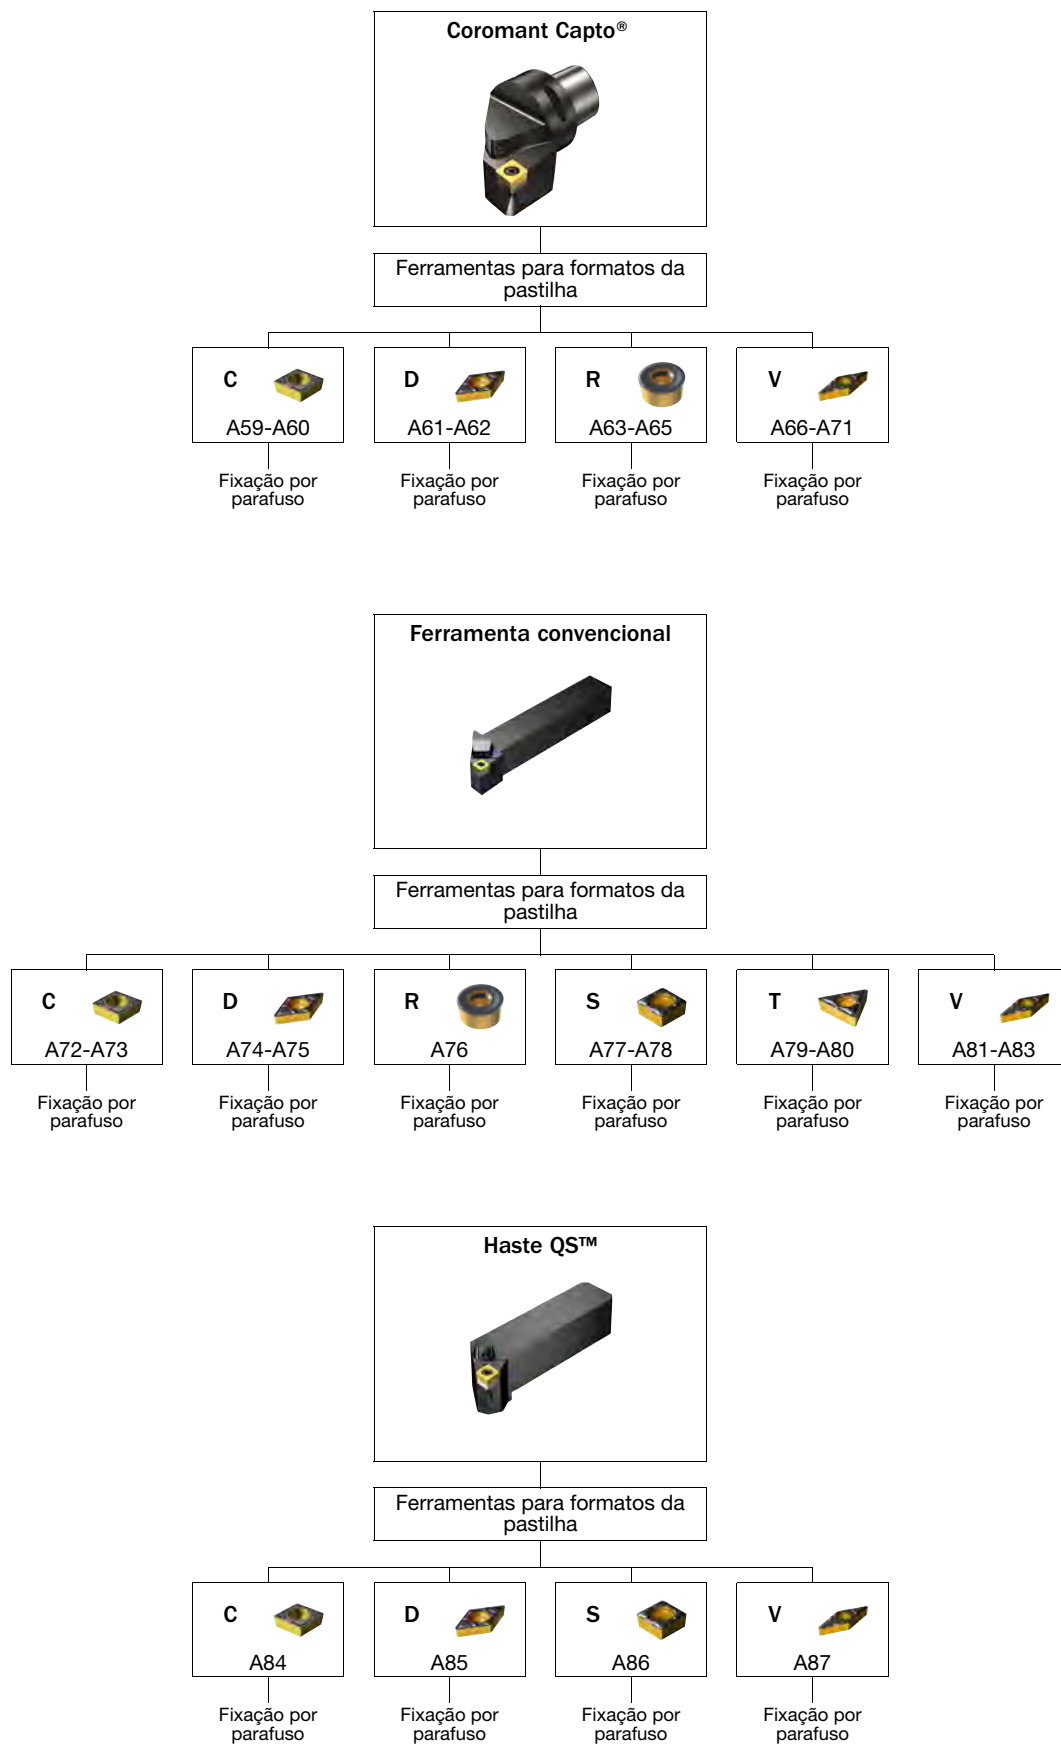 Coromant Capto®
Ferramentas para formatos da
pastilha
C
D
R
V
A59-A60
A61-A62
A63-A65
A66-A71
Fixação por
parafuso
Fixação por
parafuso
Fixação por
parafuso
Fixação por
parafuso
Ferramenta convencional
Ferramentas para formatos da
pastilha
C
D
R
S
T
V
A72-A73
A74-A75
A76
A77-A78
A79-A80
A81-A83
Fixação por
parafuso
Fixação por
parafuso
Fixação por
parafuso
Fixação por
parafuso
Fixação por
parafuso
Fixação por
parafuso
Haste QS™
Ferramentas para formatos da
pastilha
C
D
S
V
A84
A85
A86
A87
Fixação por
parafuso
Fixação por
parafuso
Fixação por
parafuso
Fixação por
parafuso